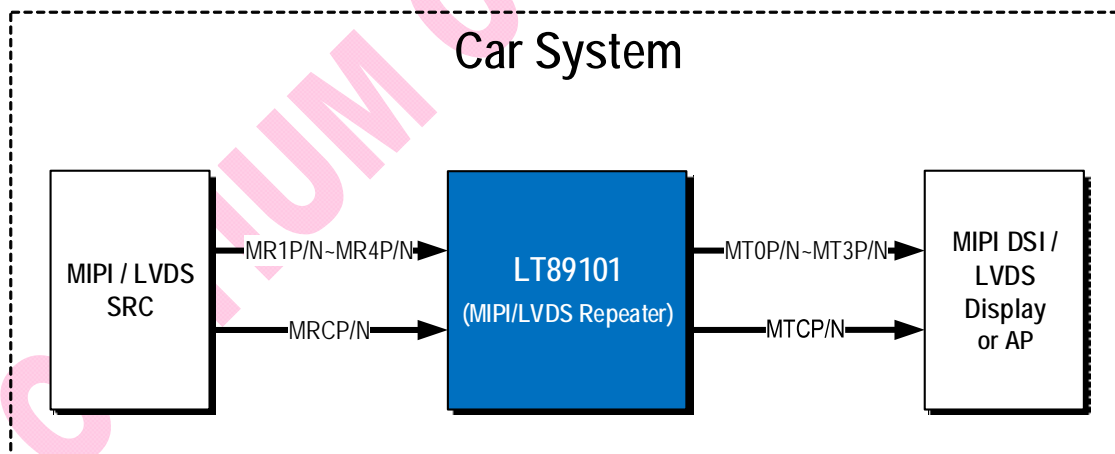 Car System
MIPI / LVDS
SRC
MR1P/N~MR4P/N
MRCP/N
LT89101
(MIPI/LVDS Repeater)
MT0P/N~MT3P/N
MTCP/N
MIPI DSI /
LVDS
Display
or AP